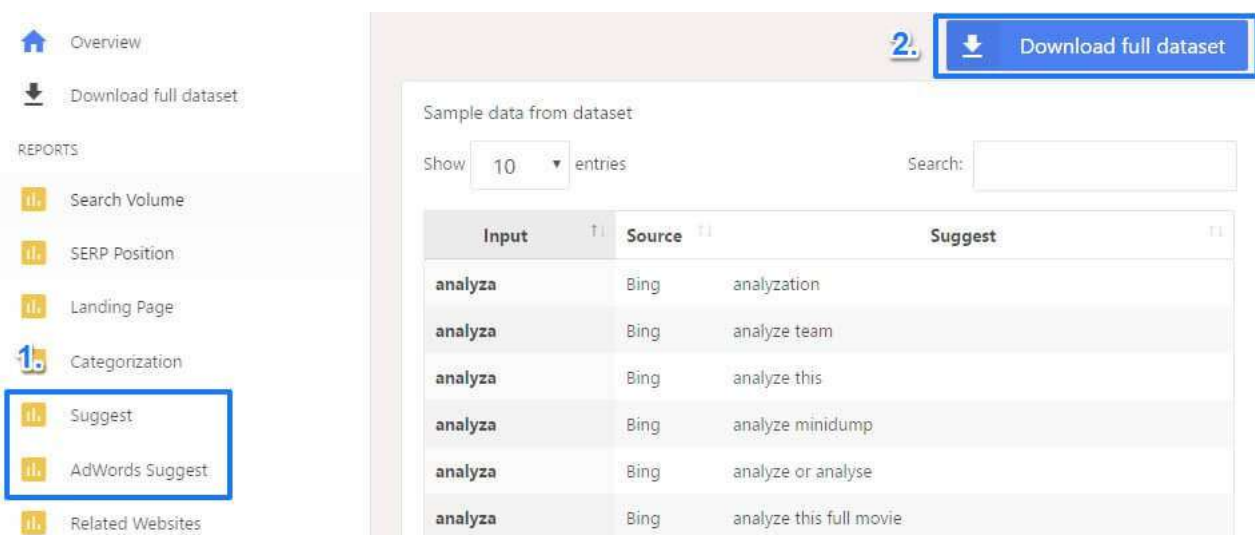 Overview
Download full dataset
REPORTS
Search Volume
SERP Position
Landing Page
1.
Categorization
Suggest
AdWords Suggest
Related Websites
2.
Download full dataset
Sample data from dataset
Show 10 entries
Search:
Input Source Suggest
analyza Bing analyzation
analyza Bing analyze team
analyza Bing analyze this
analyza Bing analyze minidump
analyza Bing analyze or analyse
analyza Bing analyze this full movie